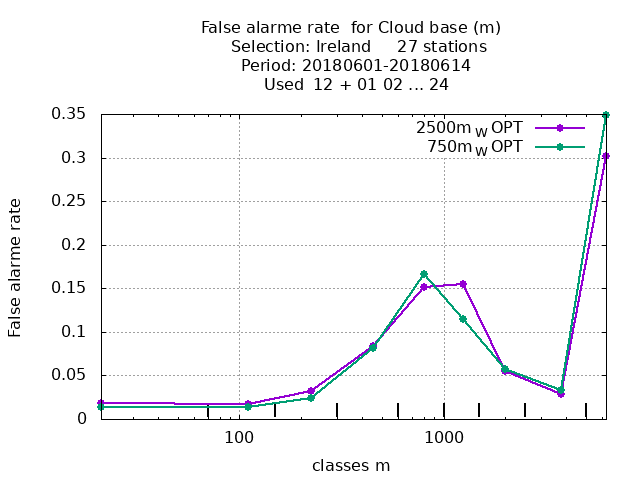 False alarme rate for Cloud base (m)
Selection: Ireland 27 stations
Period: 20180601-20180614
Used 12 + 01 02 ... 24
2500m W OPT
750m W OPT
0.35
0.3
0.25
0.2
0.15
0.1
0.05
0
False alarme rate
100 1000
classes m